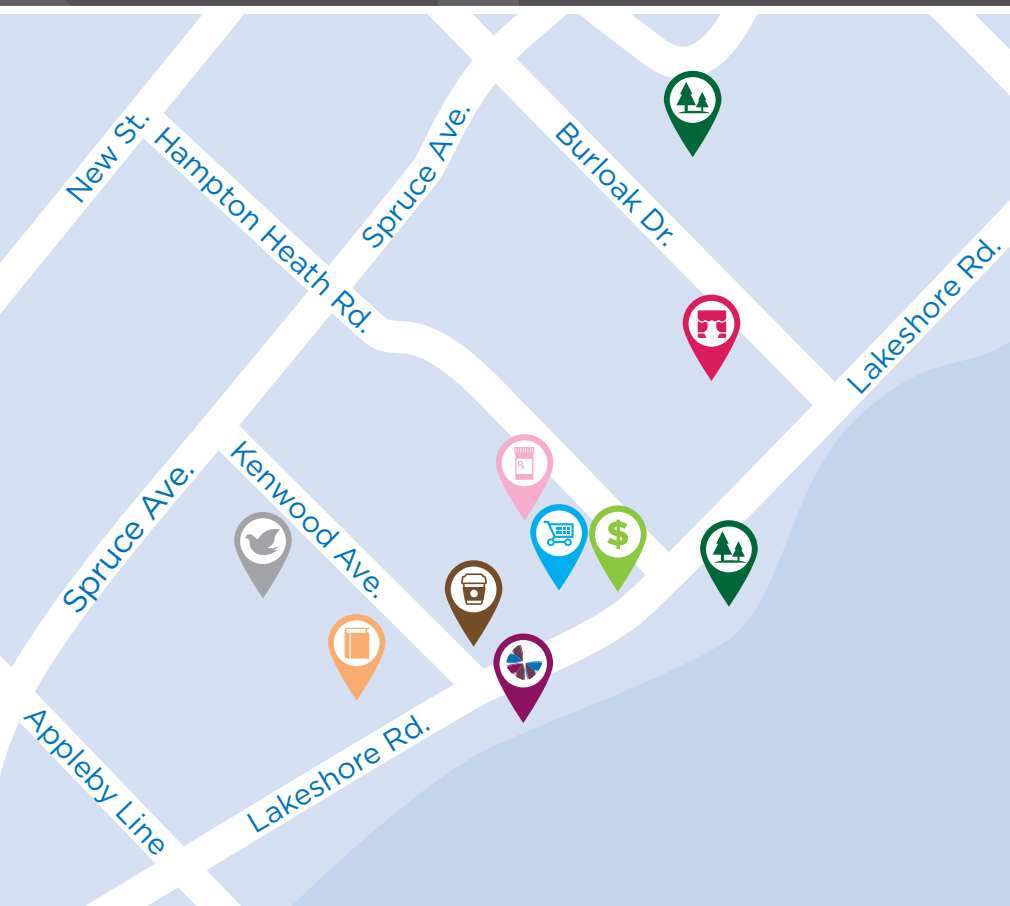 New St.
Hampton Heath Rd.
Spruce Ave.
Burloak Dr.
Lakeshore Rd.
Kenwood Ave.
Spruce Ave.
Rx
$
Appleby Line
Lakeshore Rd.